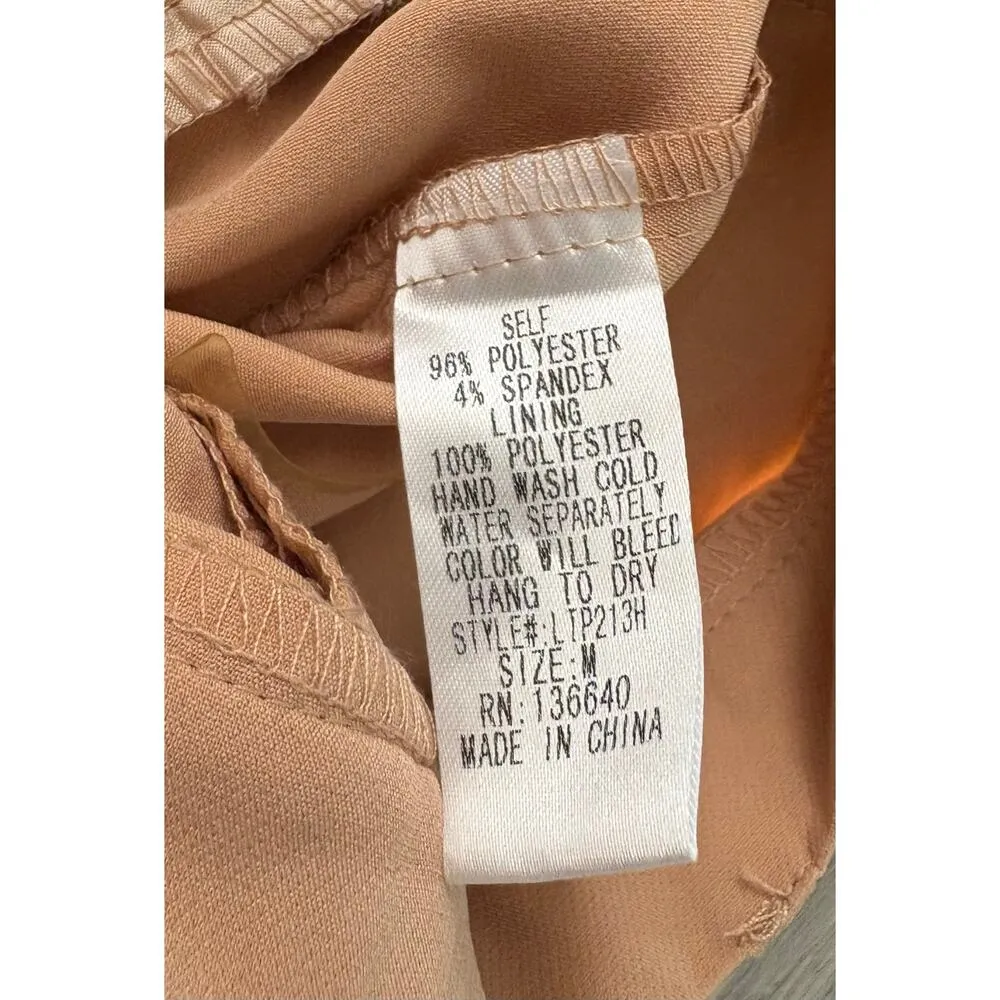 SELF
96% POLYESTER
4% SPANDEX
LINING
100% POLYESTER
HAND WASH COLD
WATER SEPARATELY
COLOR WILL BLEED
HANG TO DRY
STYLE#:LTP213H
SIZE:M
RN:136640
MADE IN CHINA